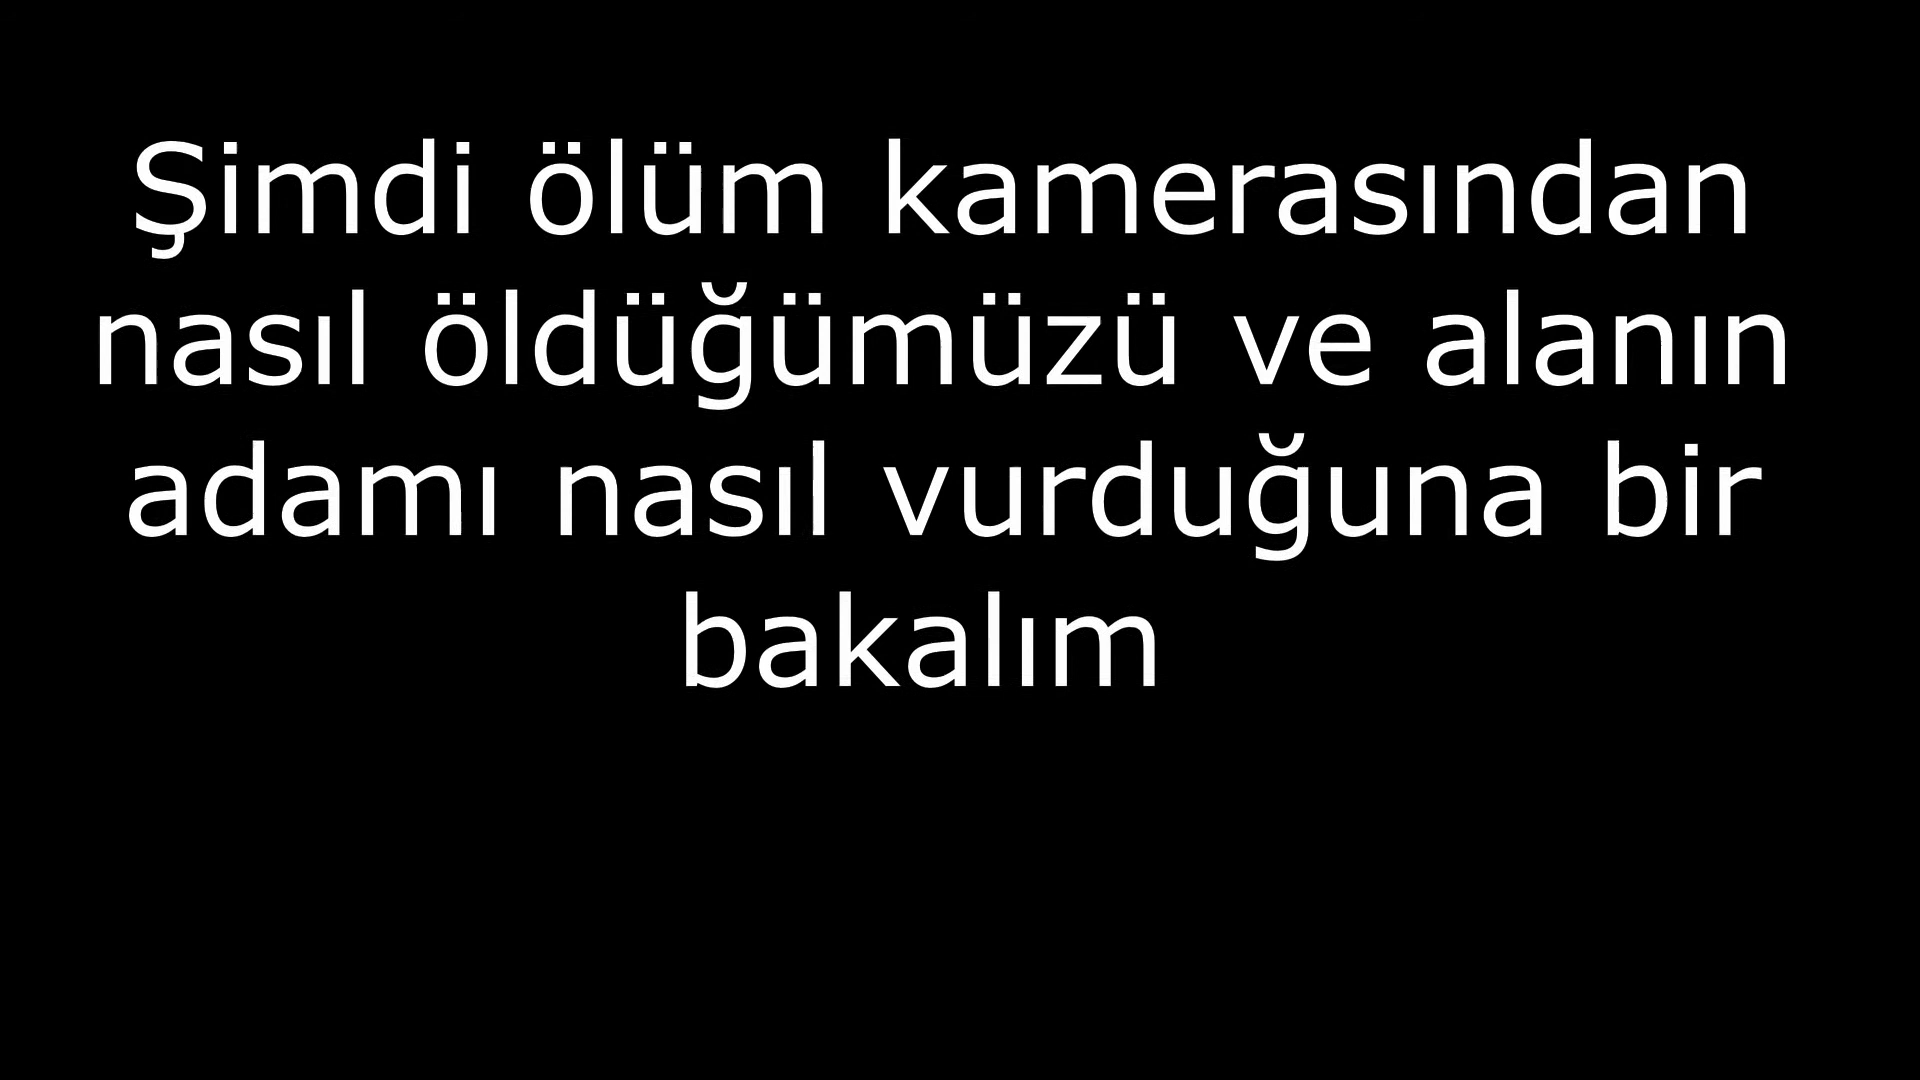 Şimdi ölüm kamerasından
nasıl öldüğümüzü ve alanın
adamı nasıl vurduğuna bir
bakalım